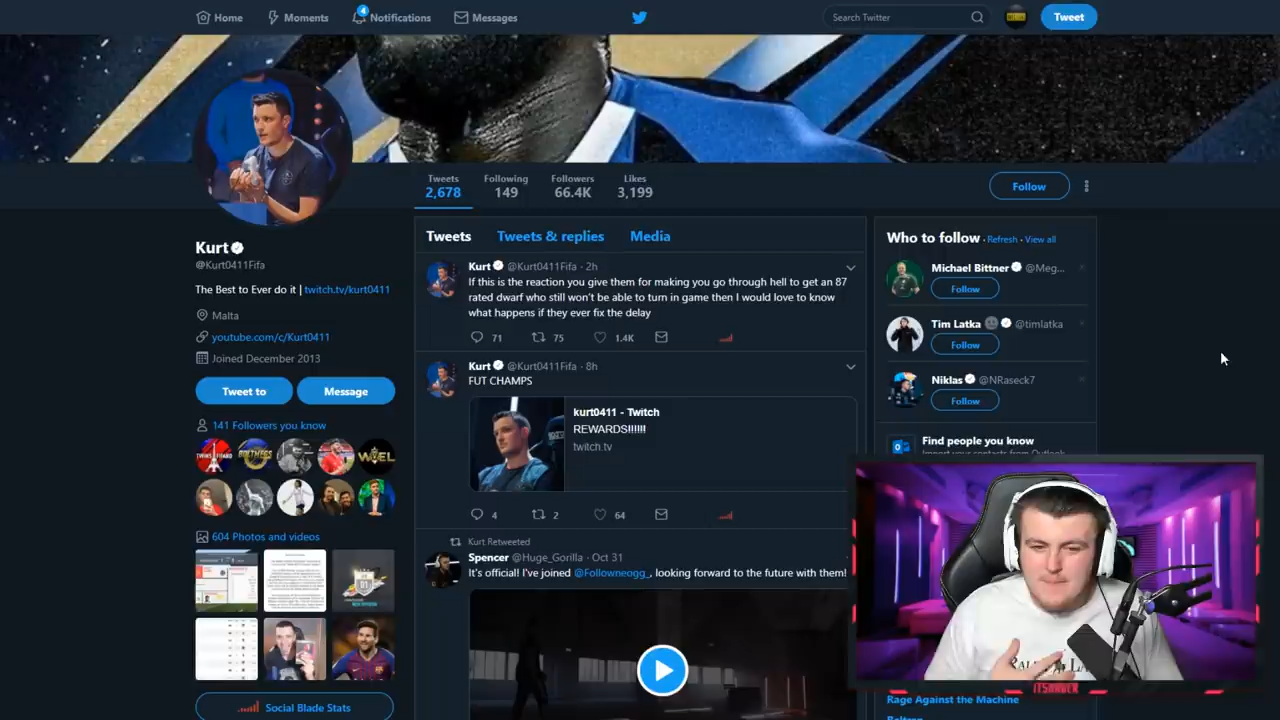 Home
Moments
4
Notifications
Messages
Search Twitter
Tweet
Tweets
2,678
Following
149
Followers
66.4K
Likes
3,199
Follow
Kurt
@Kurt0411Fifa
The Best to Ever do it | twitch.tv/kurt0411
Malta
youtube.com/c/Kurt0411
Joined December 2013
Tweet to
Message
141 Followers you know
604 Photos and videos
Social Blade Stats
Tweets
Tweets & replies
Media
Kurt @Kurt0411Fifa · 2h
If this is the reaction you give them for making you go through hell to get an 87
rated dwarf who still won't be able to turn in game then I would love to know
what happens if they ever fix the delay
71
75
1.4K
Kurt @Kurt0411Fifa · 8h
FUT CHAMPS
kurt0411 - Twitch
REWARDS!!!!!!
twitch.tv
4
2
64
Kurt Retweeted
Spencer @Huge_Gorilla · Oct 31
official! I've joined @Followneogg_, looking for
e future with them!
Who to follow · Refresh · View all
Michael Bittner @Meg...
Follow
Tim Latka @timlatka
Follow
Niklas @NRaseck7
Follow
Find people you know
Import your contacts from Outlook
Rage Against the Machine